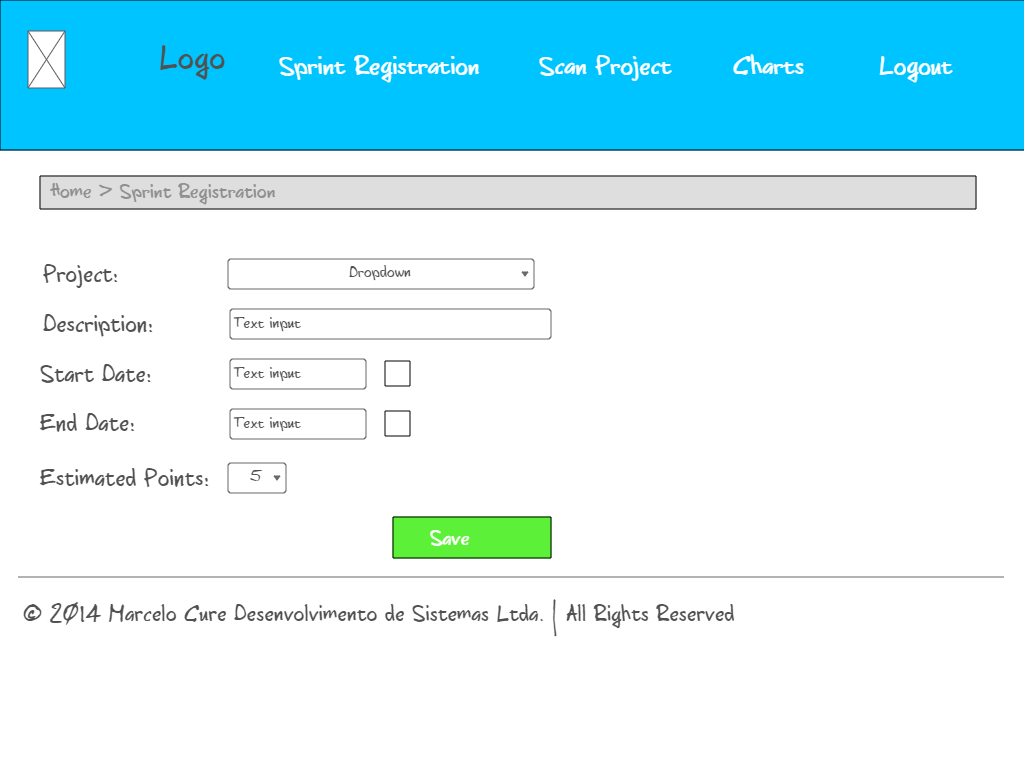 Logo Sprint Registration Scan Project Charts Logout
Home > Sprint Registration
Project: Dropdown
Description: Text input
Start Date: Text input
End Date: Text input
Estimated Points: 5
Save
© 2014 Marcelo Cure Desenvolvimento de Sistemas Ltda. | All Rights Reserved